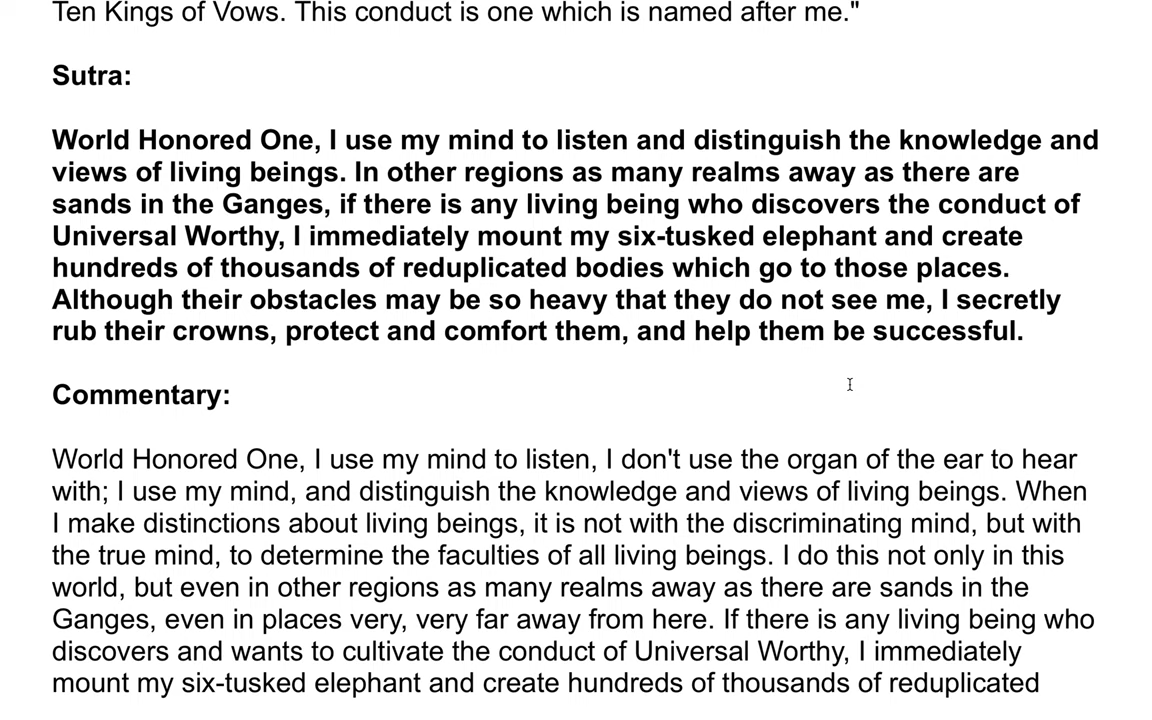 Ten Kings of Vows. This conduct is one which is named after me."
Sutra:
World Honored One, I use my mind to listen and distinguish the knowledge and
views of living beings. In other regions as many realms away as there are
sands in the Ganges, if there is any living being who discovers the conduct of
Universal Worthy, I immediately mount my six-tusked elephant and create
hundreds of thousands of reduplicated bodies which go to those places.
Although their obstacles may be so heavy that they do not see me, I secretly
rub their crowns, protect and comfort them, and help them be successful.
Commentary:
World Honored One, I use my mind to listen, I don't use the organ of the ear to hear
with; I use my mind, and distinguish the knowledge and views of living beings. When
I make distinctions about living beings, it is not with the discriminating mind, but with
the true mind, to determine the faculties of all living beings. I do this not only in this
world, but even in other regions as many realms away as there are sands in the
Ganges, even in places very, very far away from here. If there is any living being who
discovers and wants to cultivate the conduct of Universal Worthy, I immediately
mount my six-tusked elephant and create hundreds of thousands of reduplicated